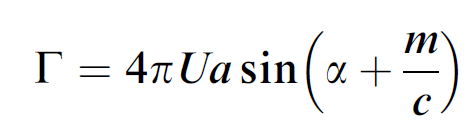 Γ = 4πUa sin(α + m/c)